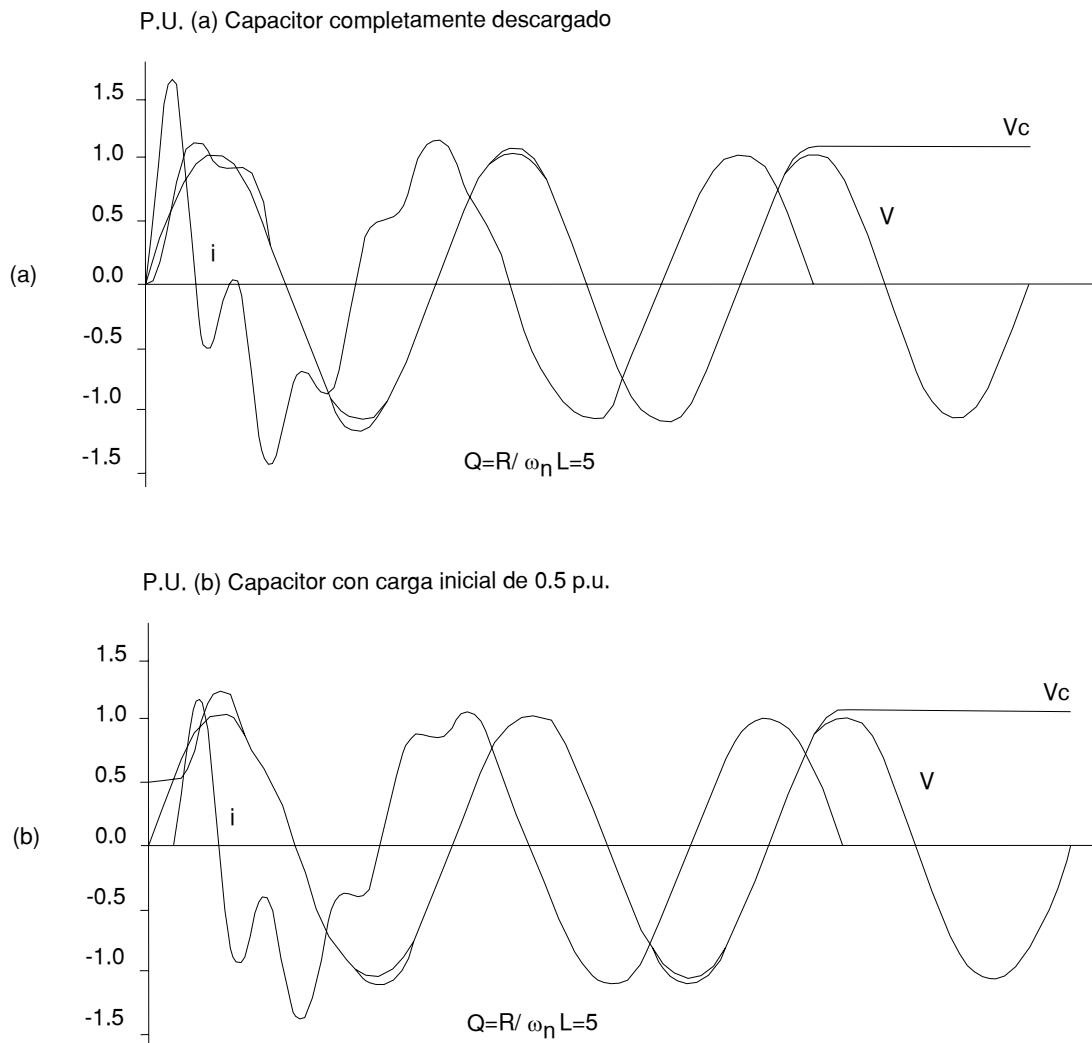 P.U. (a) Capacitor completamente descargado
1.5
Vc
1.0
0.5
V
i
(a)
0.0
-0.5
-1.0
Q=R/ ωn L=5
-1.5
P.U. (b) Capacitor con carga inicial de 0.5 p.u.
1.5
Vc
1.0
0.5
V
i
(b)
0.0
-0.5
-1.0
Q=R/ ωn L=5
-1.5